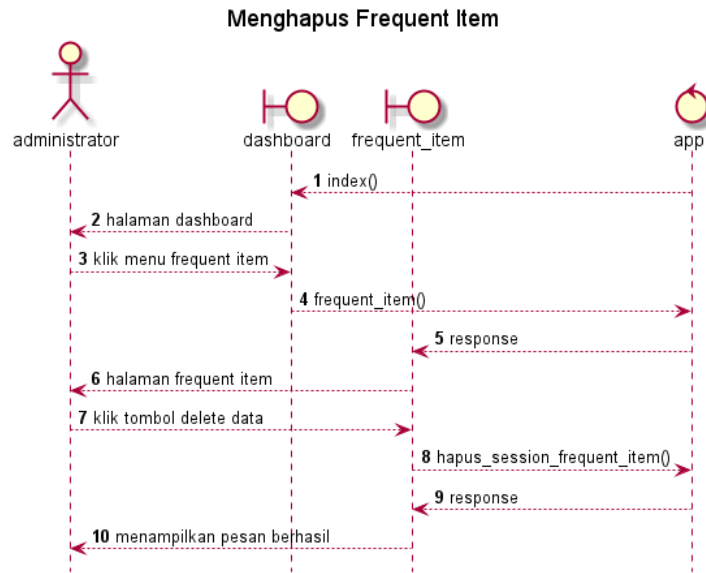 Menghapus Frequent Item
administrator
dashboard
frequent_item
app
1 index()
2 halaman dashboard
3 klik menu frequent item
4 frequent_item()
5 response
6 halaman frequent item
7 klik tombol delete data
8 hapus_session_frequent_item()
9 response
10 menampilkan pesan berhasil